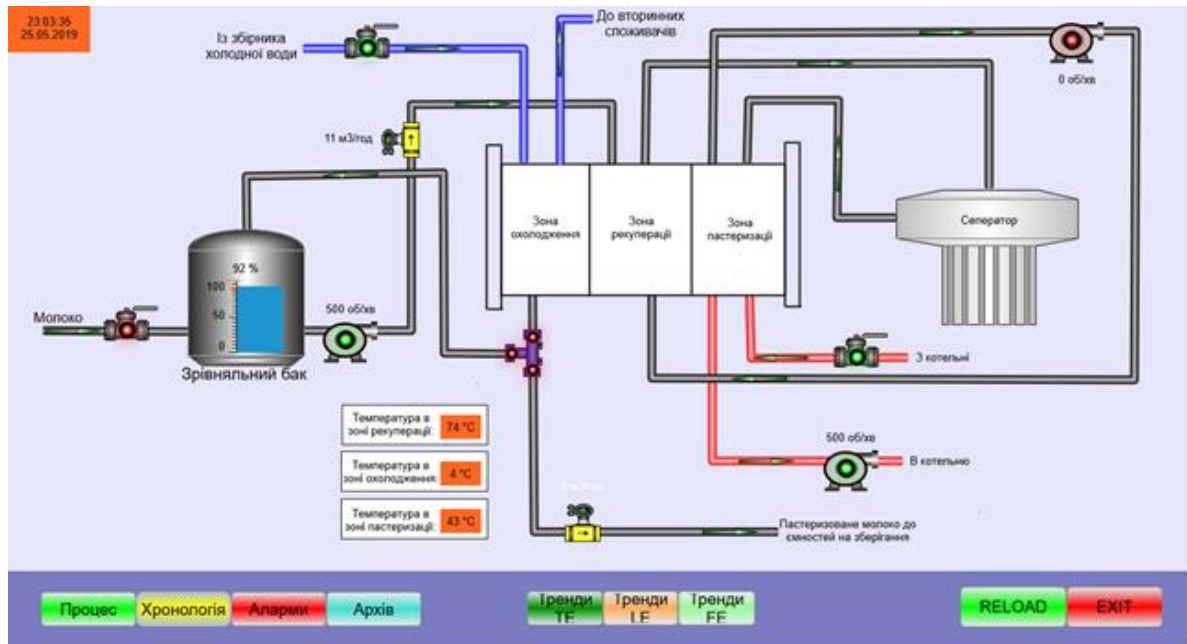 23:03:35
25.05.2019
Із збірника
холодної води
До вторинних
споживачів
0 об/хв
11 м3/год
Зона
охолодження
Зона
рекуперації
Зона
пастеризації
Сепаратор
92 %
100
50
0
Молоко
500 об/хв
Зрівняльний бак
З котельні
500 об/хв
В котельню
Температура в
зоні рекуперації:
74 °C
Температура в
зоні охолодження:
4 °C
Температура в
зоні пастеризації:
43 °C
Пастеризоване молоко до
ємностей на зберігання
Процес
Хронологія
Аларми
Архів
Тренди
TE
Тренди
LE
Тренди
FE
RELOAD
EXIT